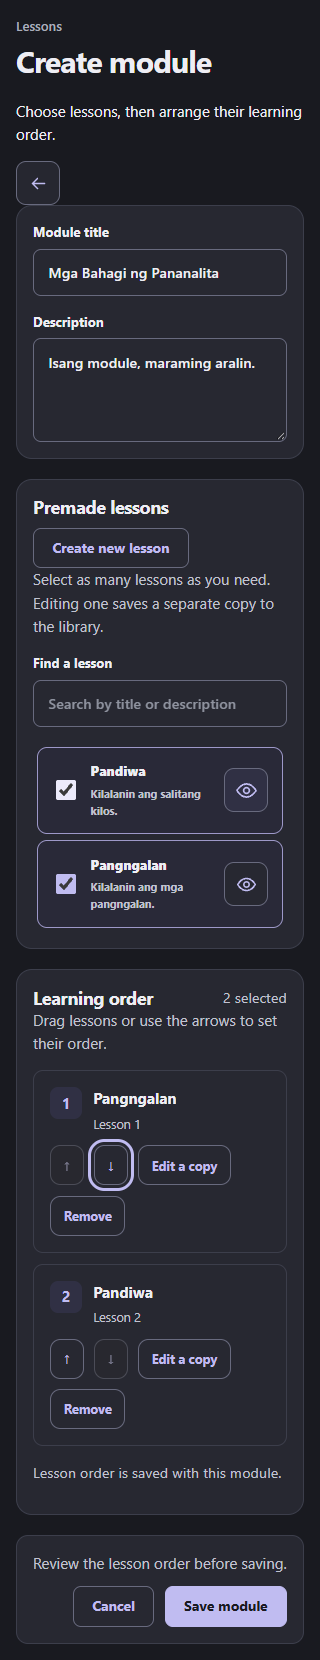 Lessons
Create module
Choose lessons, then arrange their learning
order.
←
Module title
Mga Bahagi ng Pananalita
Description
Isang module, maraming aralin.
Premade lessons
Create new lesson
Select as many lessons as you need.
Editing one saves a separate copy to
the library.
Find a lesson
Search by title or description
Pandiwa
Kilalanin ang salitang
kilos.
Pangngalan
Kilalanin ang mga
pangngalan.
Learning order 2 selected
Drag lessons or use the arrows to set
their order.
1 Pangngalan
Lesson 1
↑ ↓ Edit a copy
Remove
2 Pandiwa
Lesson 2
↑ ↓ Edit a copy
Remove
Lesson order is saved with this module.
Review the lesson order before saving.
Cancel Save module